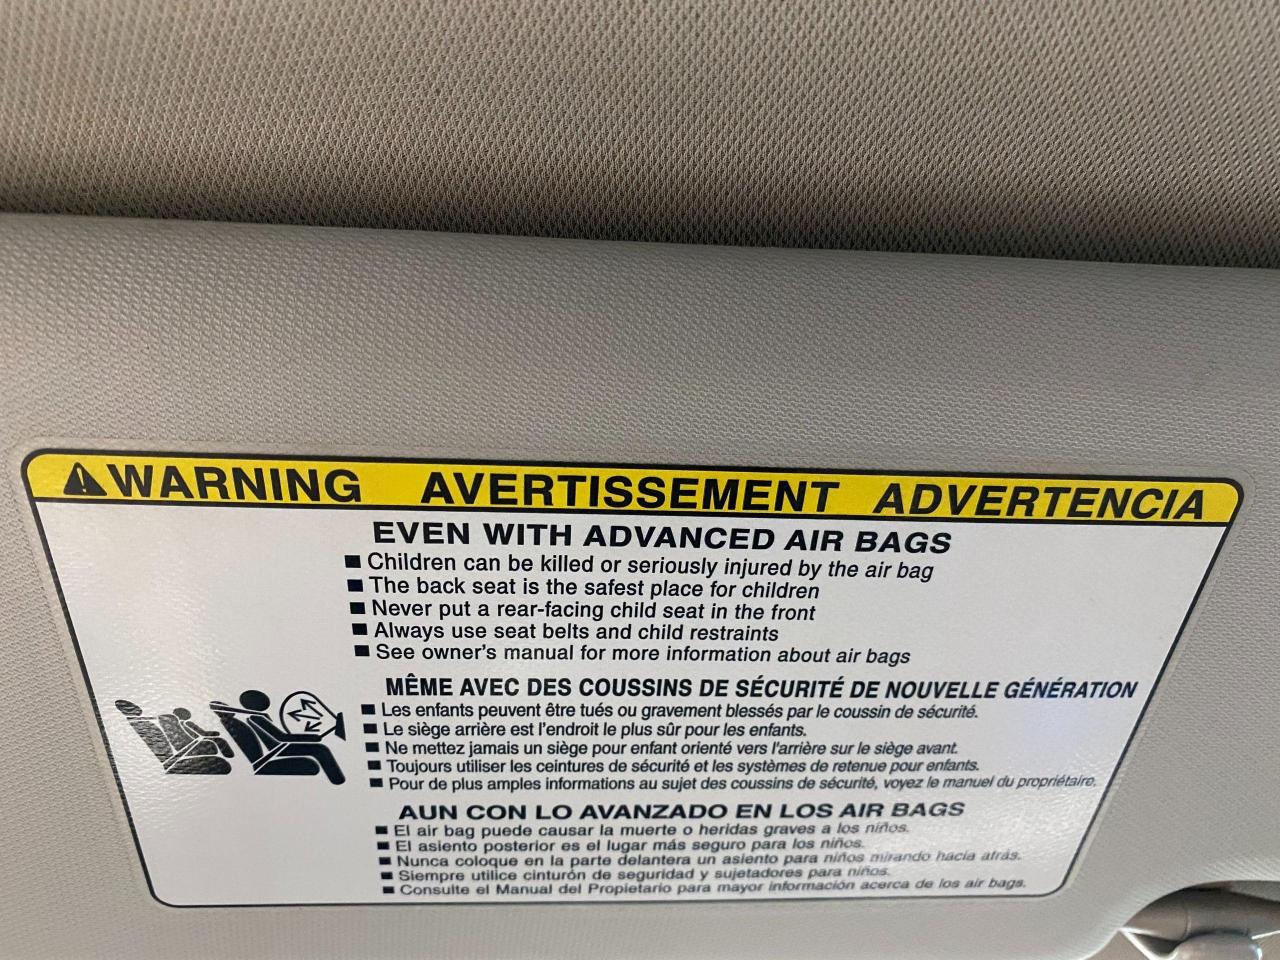 WARNING AVERTISSEMENT ADVERTENCIA
EVEN WITH ADVANCED AIR BAGS
■ Children can be killed or seriously injured by the air bag
■ The back seat is the safest place for children
■ Never put a rear-facing child seat in the front
■ Always use seat belts and child restraints
■ See owner's manual for more information about air bags
MÊME AVEC DES COUSSINS DE SÉCURITÉ DE NOUVELLE GÉNÉRATION
■ Les enfants peuvent être tués ou gravement blessés par le coussin de sécurité.
■ Le siège arrière est l'endroit le plus sûr pour les enfants.
■ Ne mettez jamais un siège pour enfant orienté vers l'arrière sur le siège avant.
■ Toujours utiliser les ceintures de sécurité et les systèmes de retenue pour enfants.
■ Pour de plus amples informations au sujet des coussins de sécurité, voyez le manuel du propriétaire.
AUN CON LO AVANZADO EN LOS AIR BAGS
■ El air bag puede causar la muerte o heridas graves a los niños.
■ El asiento posterior es el lugar más seguro para los niños.
■ Nunca coloque en la parte delantera un asiento para niños mirando hacia atrás.
■ Siempre utilice cinturón de seguridad y sujetadores para niños.
■ Consulte el Manual del Propietario para mayor información acerca de los air bags.